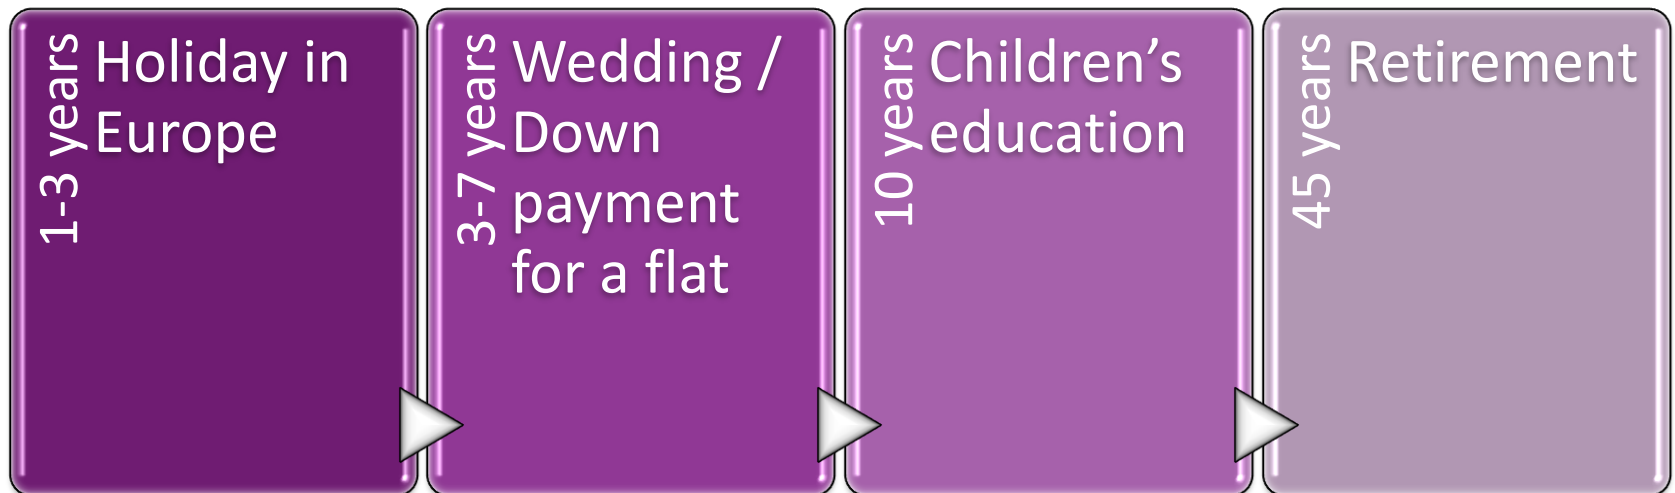 1-3 years
Holiday in
Europe
3-7 years
Wedding /
Down
payment
for a flat
10 years
Children’s
education
45 years
Retirement